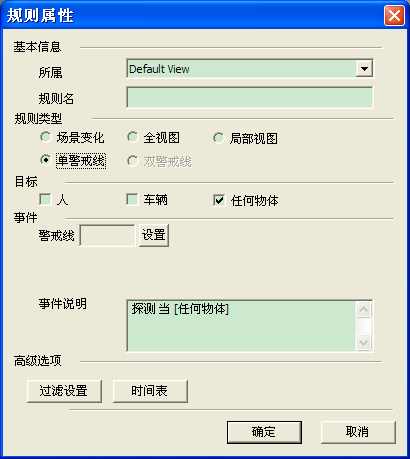 规则属性
基本信息
所属 Default View
规则名
规则类型
场景变化 全视图 局部视图
单警戒线 双警戒线
目标
人 车辆 任何物体
事件
警戒线 设置
事件说明 探测 当 [任何物体]
高级选项
过滤设置 时间表
确定 取消